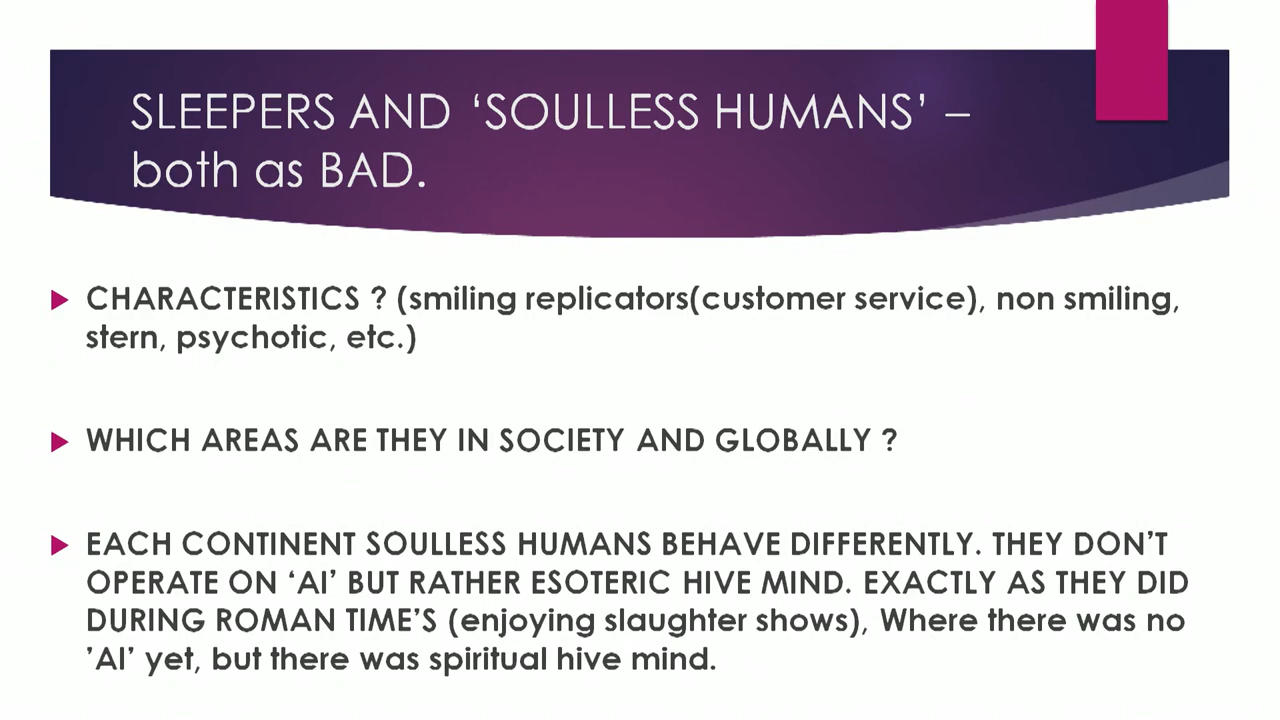 SLEEPERS AND ‘SOULLESS HUMANS’ –
both as BAD.
CHARACTERISTICS ? (smiling replicators(customer service), non smiling,
stern, psychotic, etc.)
WHICH AREAS ARE THEY IN SOCIETY AND GLOBALLY ?
EACH CONTINENT SOULLESS HUMANS BEHAVE DIFFERENTLY. THEY DON’T
OPERATE ON ‘AI’ BUT RATHER ESOTERIC HIVE MIND. EXACTLY AS THEY DID
DURING ROMAN TIME’S (enjoying slaughter shows), Where there was no
’AI’ yet, but there was spiritual hive mind.